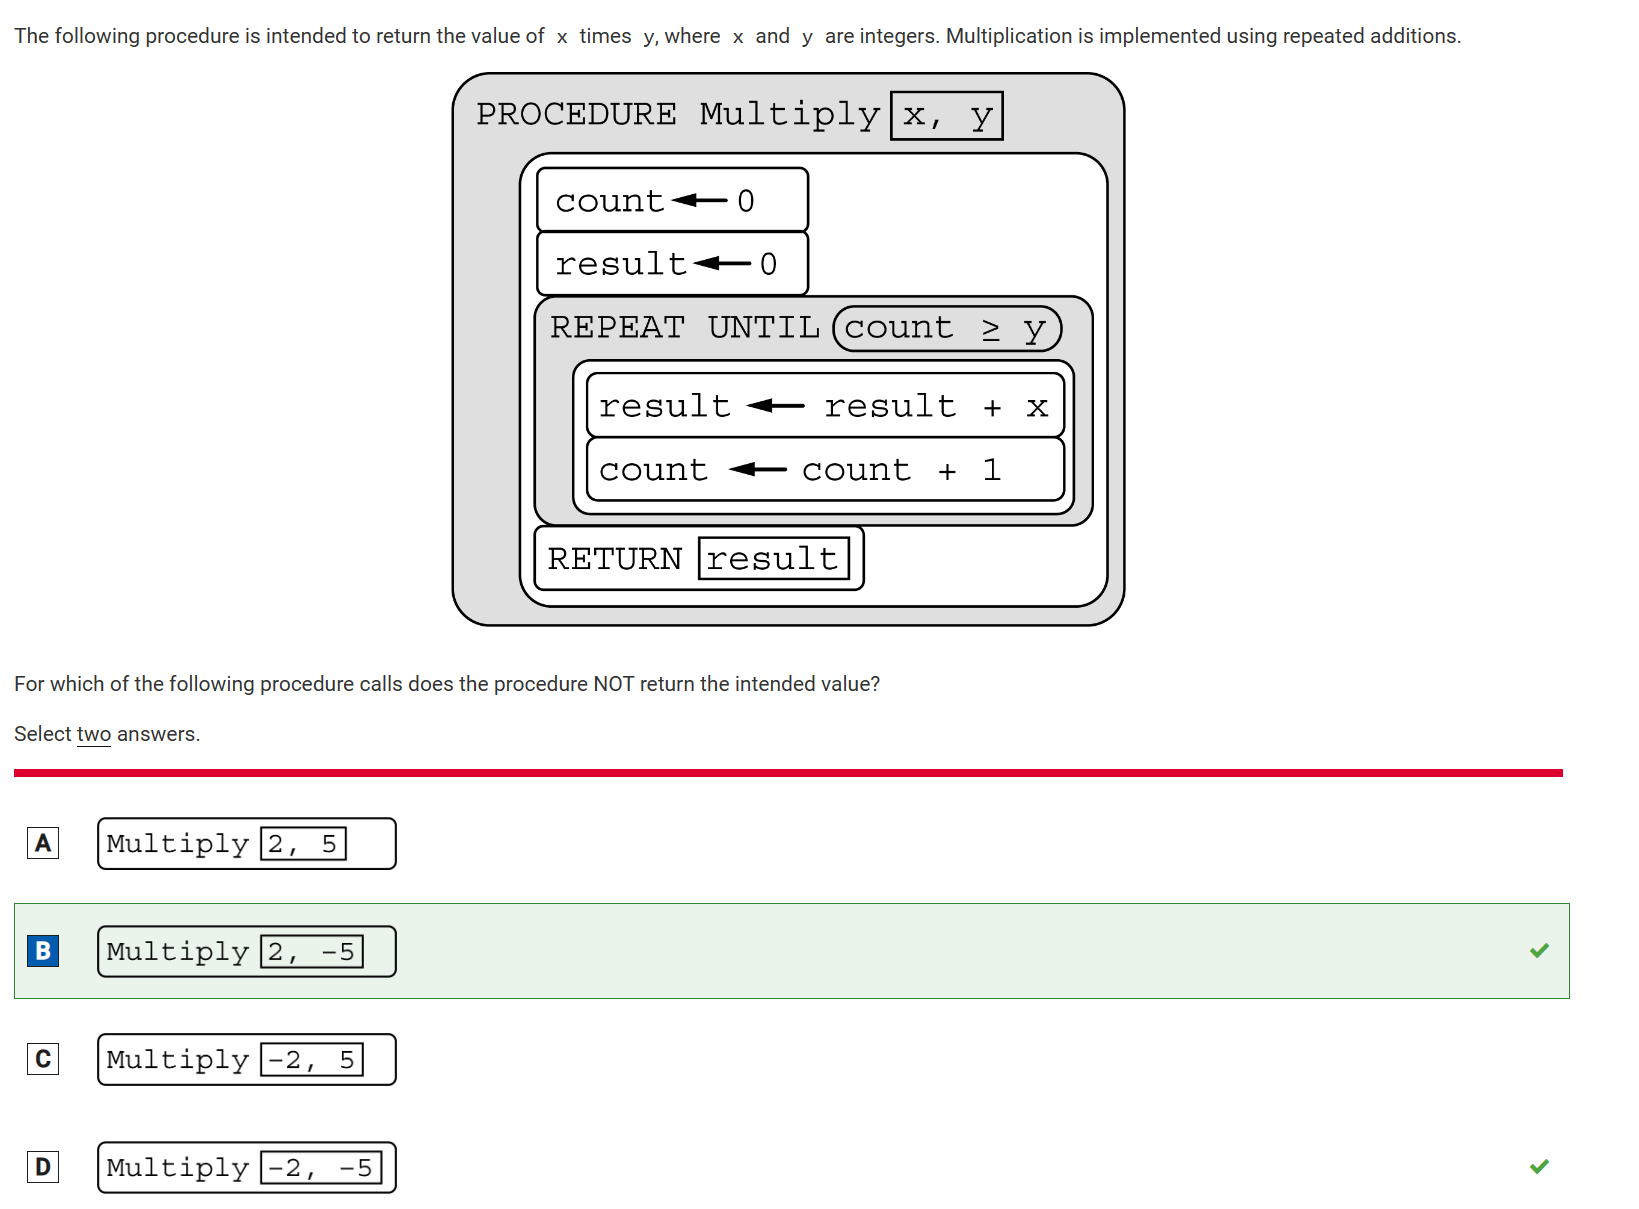 The following procedure is intended to return the value of x times y, where x and y are integers. Multiplication is implemented using repeated additions.
PROCEDURE Multiply x, y
count ← 0
result ← 0
REPEAT UNTIL count ≥ y
result ← result + x
count ← count + 1
RETURN result
For which of the following procedure calls does the procedure NOT return the intended value?
Select two answers.
A Multiply 2, 5
B Multiply 2, -5
C Multiply -2, 5
D Multiply -2, -5